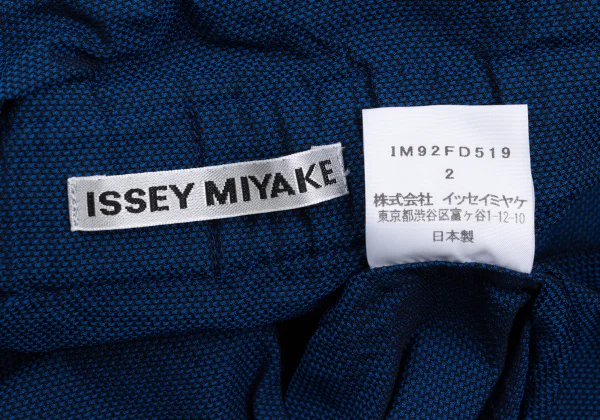 ISSEY MIYAKE
IM92FD519
2
株式会社 イッセイミヤケ
東京都渋谷区富ヶ谷1-12-10
日本製